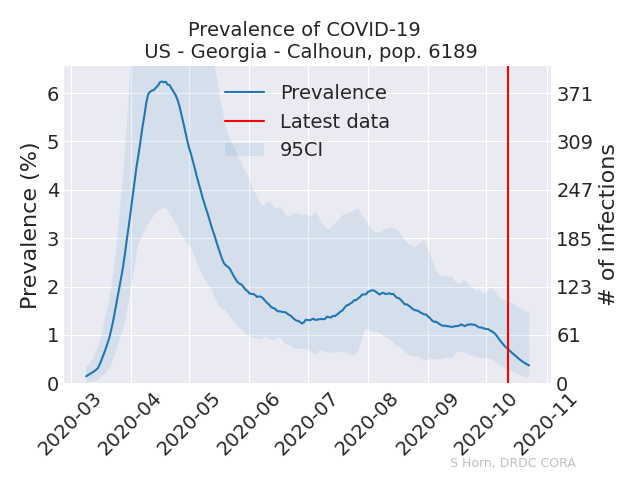 Prevalence of COVID-19
US - Georgia - Calhoun, pop. 6189
Prevalence
Latest data
95CI
Prevalence (%)
6
5
4
3
2
1
0
371
309
247
185
123
61
0
# of infections
2020-03
2020-04
2020-05
2020-06
2020-07
2020-08
2020-09
2020-10
2020-11
S Horn, DRDC CORA